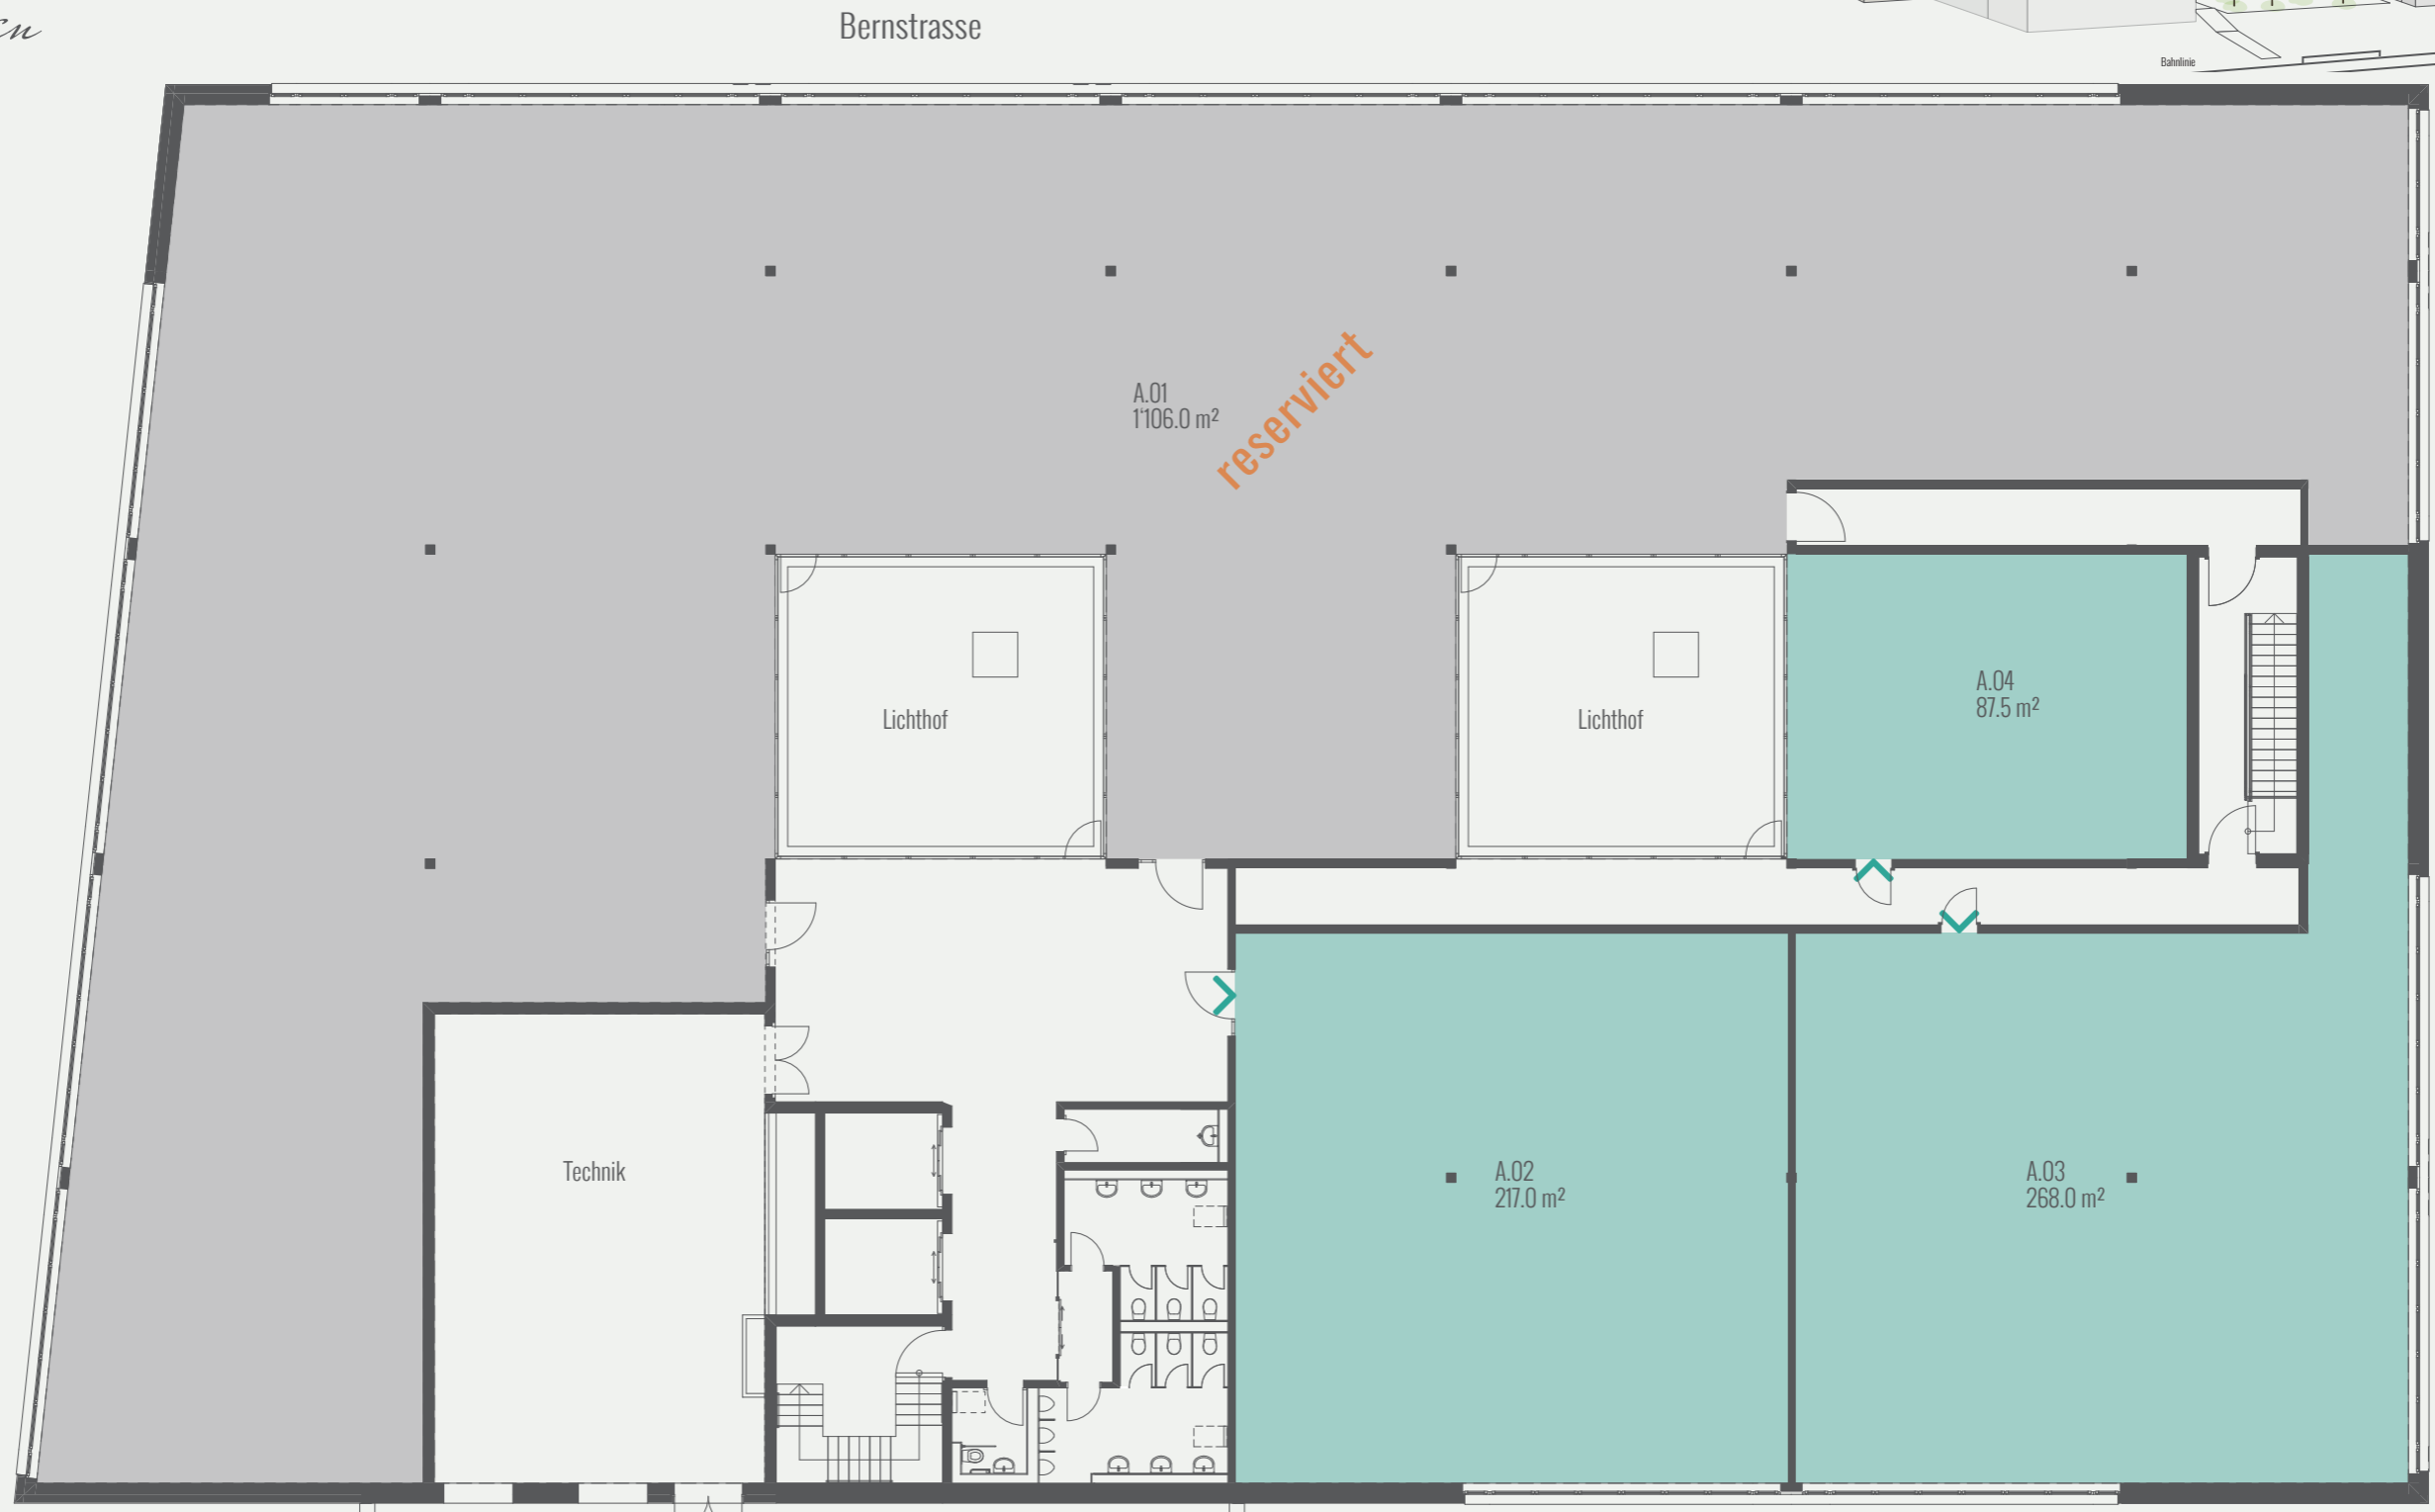 Bernstrasse
Bahnlinie
A.01
1'106.0 m²
reserviert
A.04
87.5 m²
Lichthof
Lichthof
Technik
A.02
217.0 m²
A.03
268.0 m²